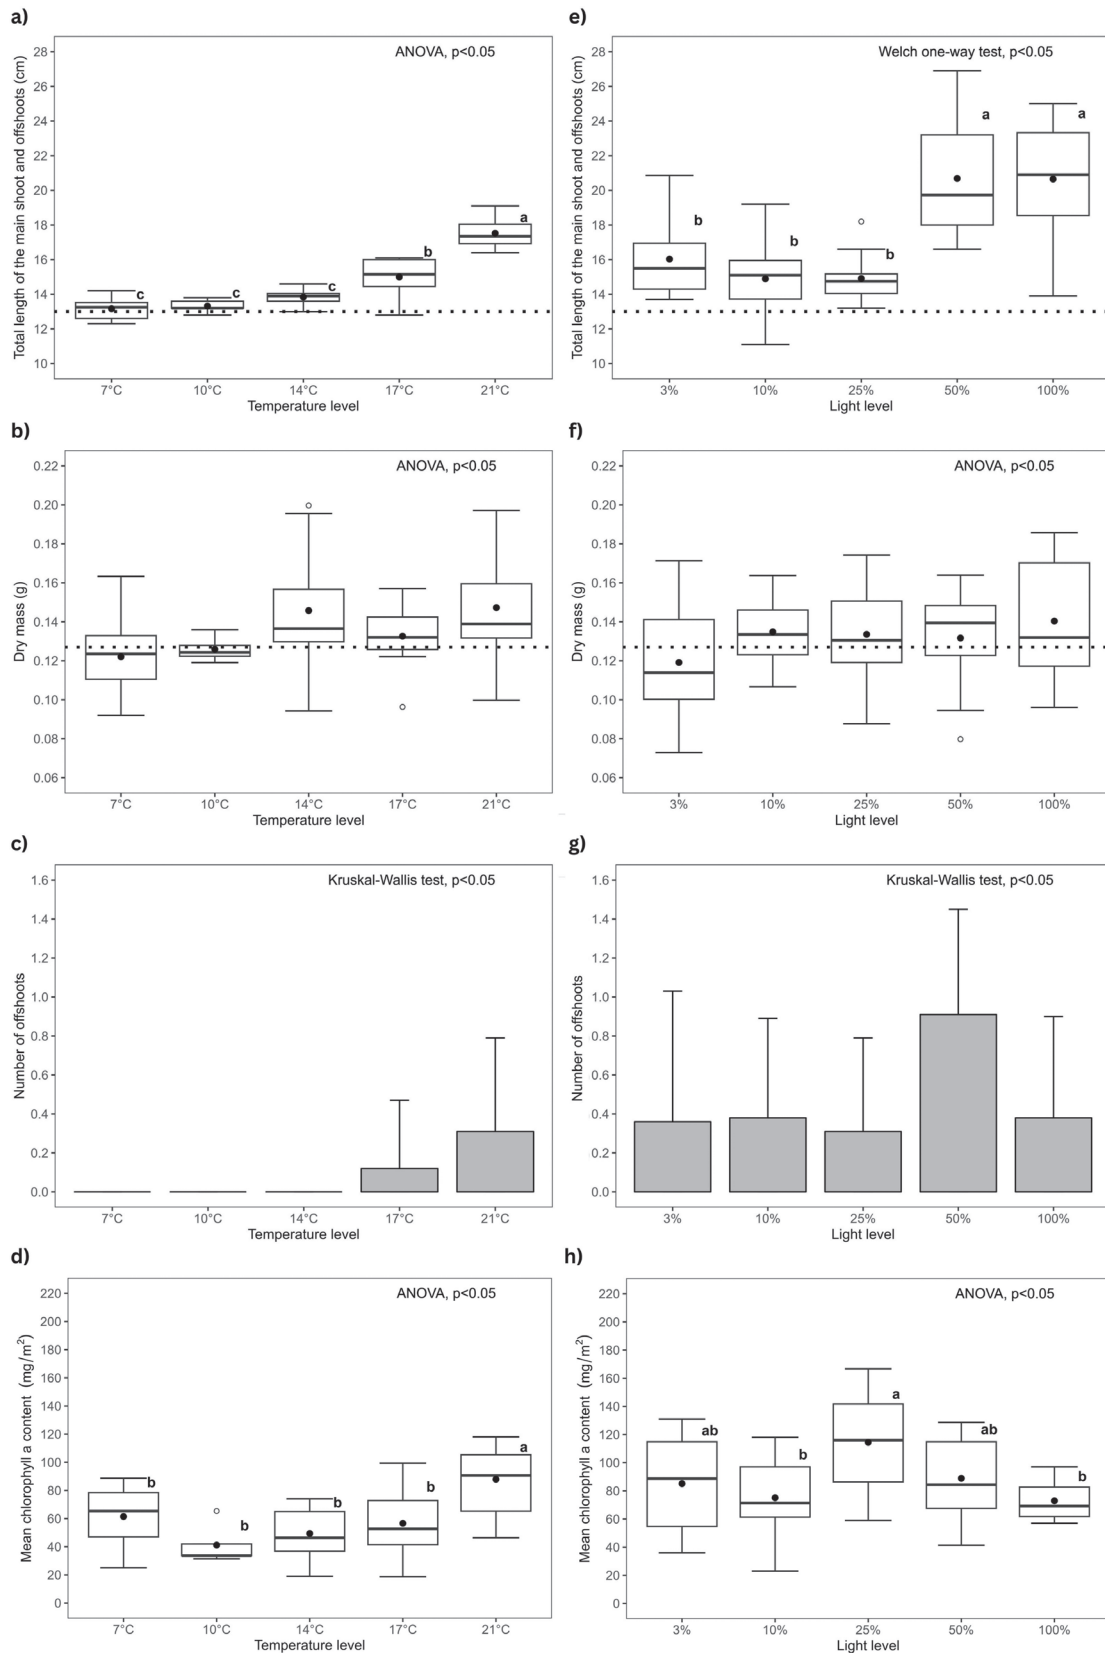 a)
ANOVA, p<0.05
Total length of the main shoot and offshoots (cm)
28
26
24
22
20
18
16
14
12
10
c
c
c
b
a
7°C 10°C 14°C 17°C 21°C
Temperature level
e)
Welch one-way test, p<0.05
Total length of the main shoot and offshoots (cm)
28
26
24
22
20
18
16
14
12
10
b
b
b
a
a
3% 10% 25% 50% 100%
Light level
b)
ANOVA, p<0.05
Dry mass (g)
0.22
0.20
0.18
0.16
0.14
0.12
0.10
0.08
0.06
7°C 10°C 14°C 17°C 21°C
Temperature level
f)
ANOVA, p<0.05
Dry mass (g)
0.22
0.20
0.18
0.16
0.14
0.12
0.10
0.08
0.06
3% 10% 25% 50% 100%
Light level
c)
Kruskal-Wallis test, p<0.05
Number of offshoots
1.6
1.4
1.2
1.0
0.8
0.6
0.4
0.2
0.0
7°C 10°C 14°C 17°C 21°C
Temperature level
g)
Kruskal-Wallis test, p<0.05
Number of offshoots
1.6
1.4
1.2
1.0
0.8
0.6
0.4
0.2
0.0
3% 10% 25% 50% 100%
Light level
d)
ANOVA, p<0.05
Mean chlorophyll a content (mg/m²)
220
200
180
160
140
120
100
80
60
40
20
0
b
b
b
b
a
7°C 10°C 14°C 17°C 21°C
Temperature level
h)
ANOVA, p<0.05
Mean chlorophyll a content (mg/m²)
220
200
180
160
140
120
100
80
60
40
20
0
ab
b
a
ab
b
3% 10% 25% 50% 100%
Light level